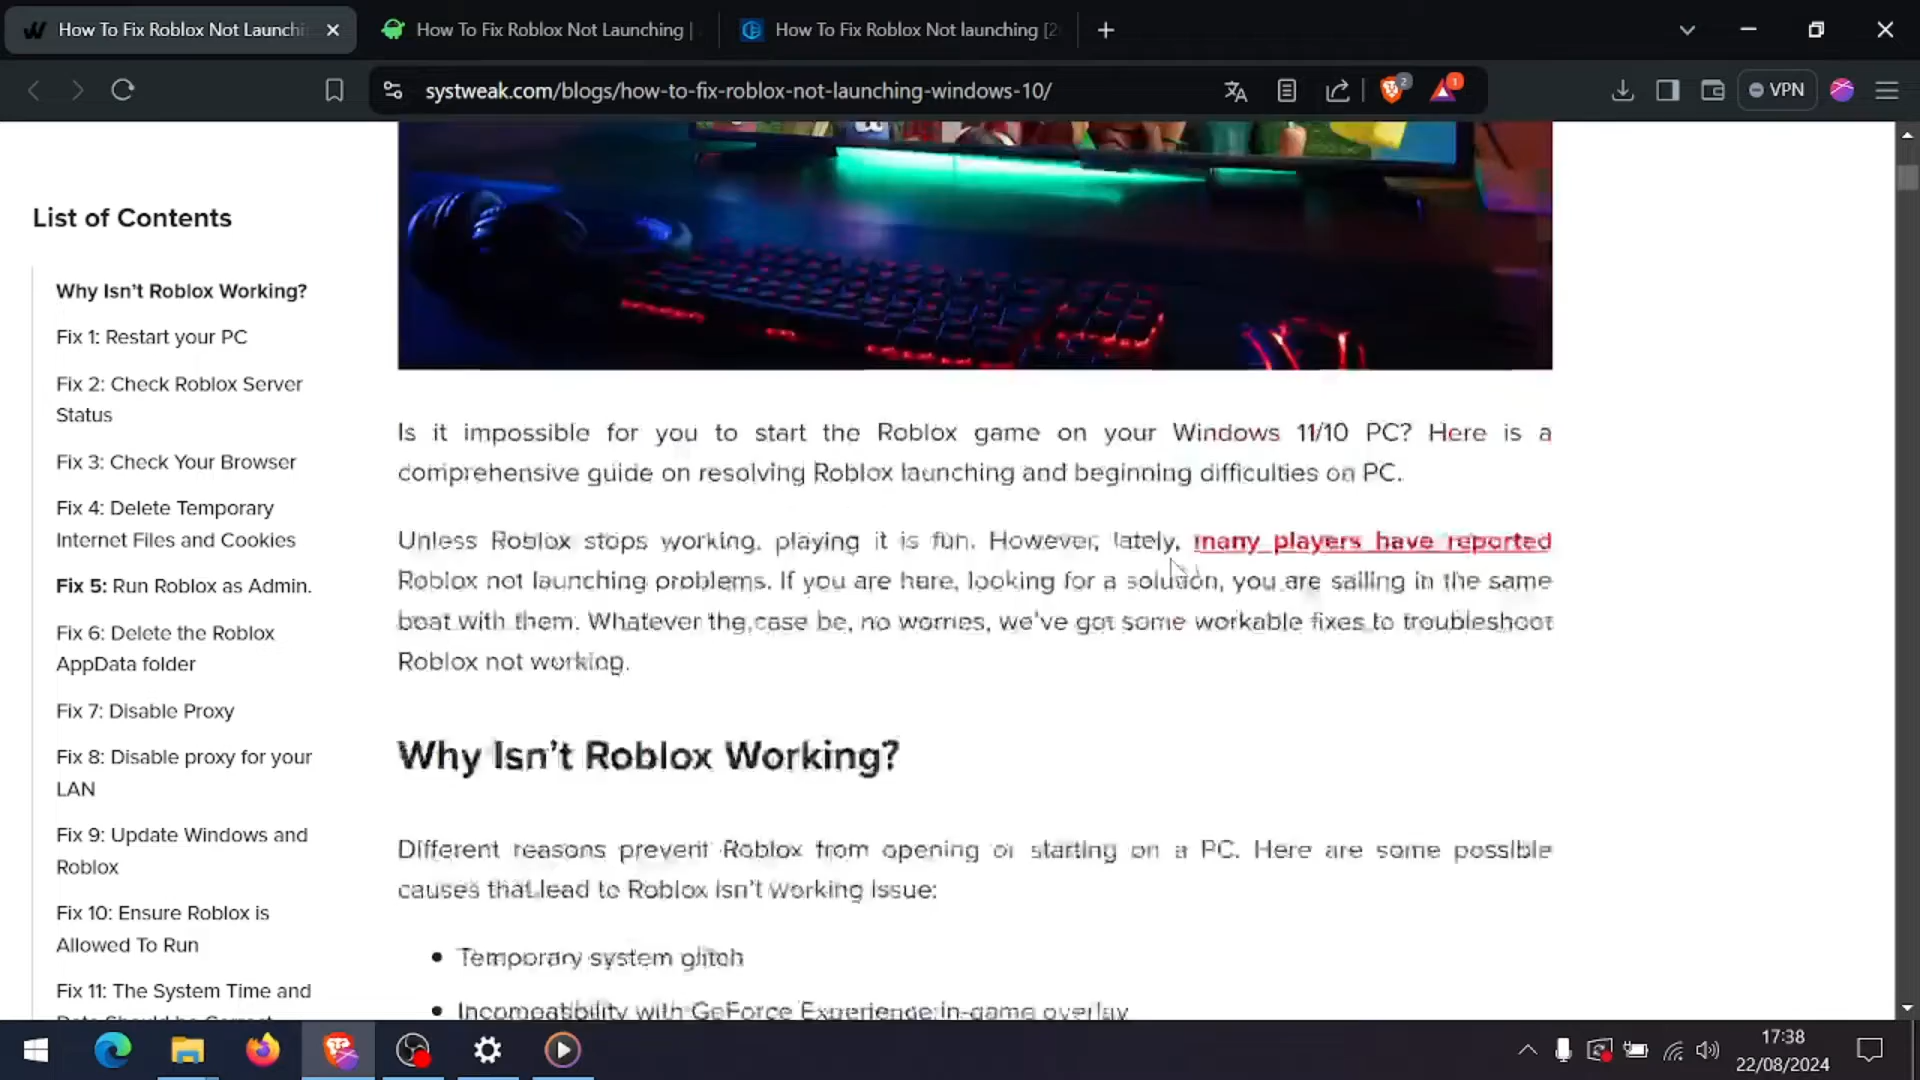 How To Fix Roblox Not Launchi
How To Fix Roblox Not Launching |
How To Fix Roblox Not launching [2
systweak.com/blogs/how-to-fix-roblox-not-launching-windows-10/
2
1
VPN
List of Contents
Why Isn't Roblox Working?
Fix 1: Restart your PC
Fix 2: Check Roblox Server
Status
Fix 3: Check Your Browser
Fix 4: Delete Temporary
Internet Files and Cookies
Fix 5: Run Roblox as Admin.
Fix 6: Delete the Roblox
AppData folder
Fix 7: Disable Proxy
Fix 8: Disable proxy for your
LAN
Fix 9: Update Windows and
Roblox
Fix 10: Ensure Roblox is
Allowed To Run
Fix 11: The System Time and
Date Should be Correct
Is it impossible for you to start the Roblox game on your Windows 11/10 PC? Here is a
comprehensive guide on resolving Roblox launching and beginning difficulties on PC.
Unless Roblox stops working, playing it is fun. However, lately, many players have reported
Roblox not launching problems. If you are here, looking for a solution, you are sailing in the same
boat with them. Whatever the case be, no worries, we've got some workable fixes to troubleshoot
Roblox not working.
Why Isn't Roblox Working?
Different reasons prevent Roblox from opening or starting on a PC. Here are some possible
causes that lead to Roblox isn't working issue:
• Temporary system glitch
• Incompatibility with GeForce Experience in-game overlay
17:38
22/08/2024